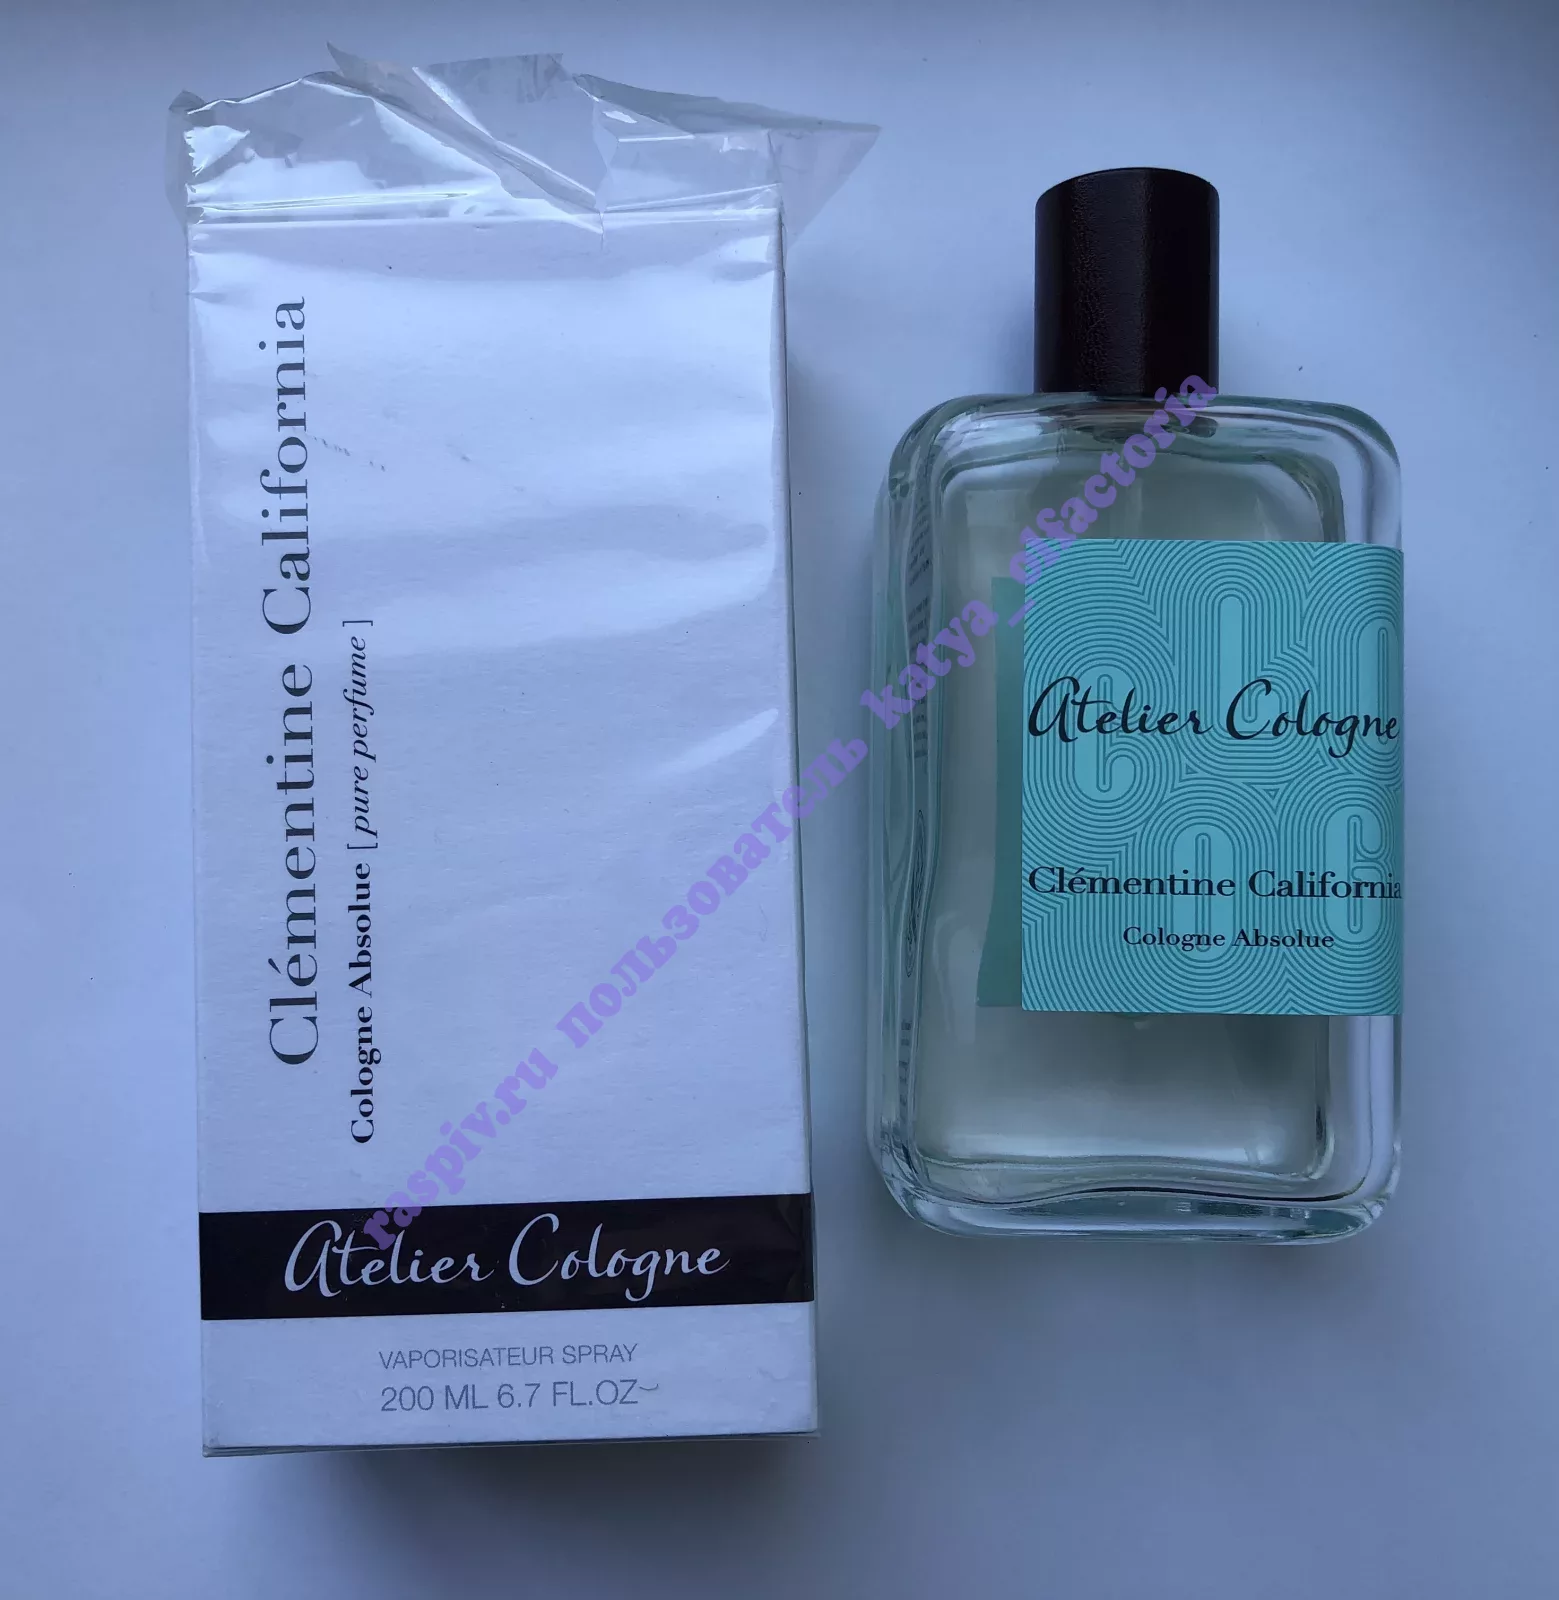 Clémentine California
Cologne Absolue [pure perfume]
Atelier Cologne
VAPORISATEUR SPRAY
200 ML 6.7 FL.OZ
Atelier Cologne
Clémentine California
Cologne Absolue
raspiv.ru пользователь katya_olfactoria